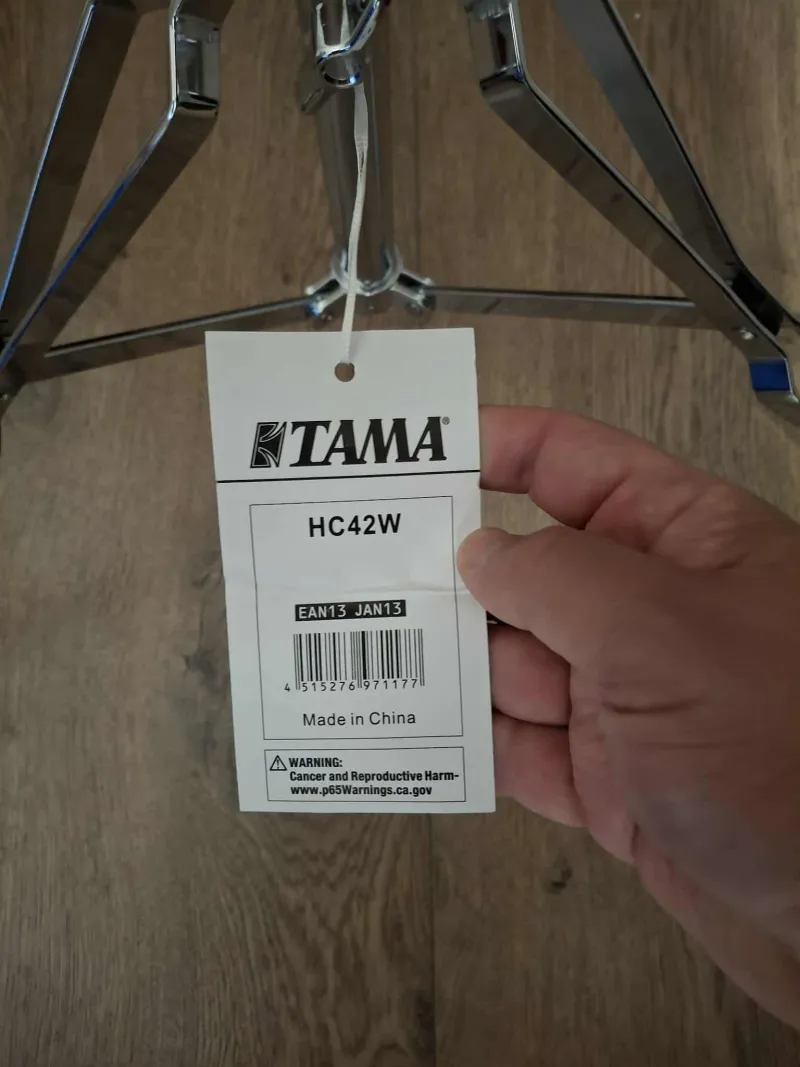 TAMA®
HC42W
EAN13 JAN13
4 515276 971177
Made in China
WARNING:
Cancer and Reproductive Harm-
www.p65Warnings.ca.gov